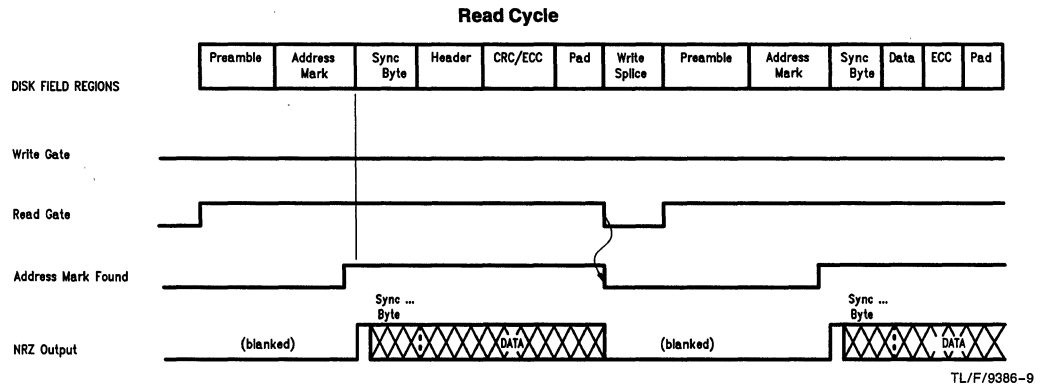 Read Cycle
DISK FIELD REGIONS
Preamble
Address
Mark
Sync
Byte
Header
CRC/ECC
Pad
Write
Splice
Preamble
Address
Mark
Sync
Byte
Data
ECC
Pad
Write Gate
Read Gate
Address Mark Found
Sync ...
Byte
Sync ...
Byte
NRZ Output
(blanked)
DATA
(blanked)
DATA
TL/F/9386-9